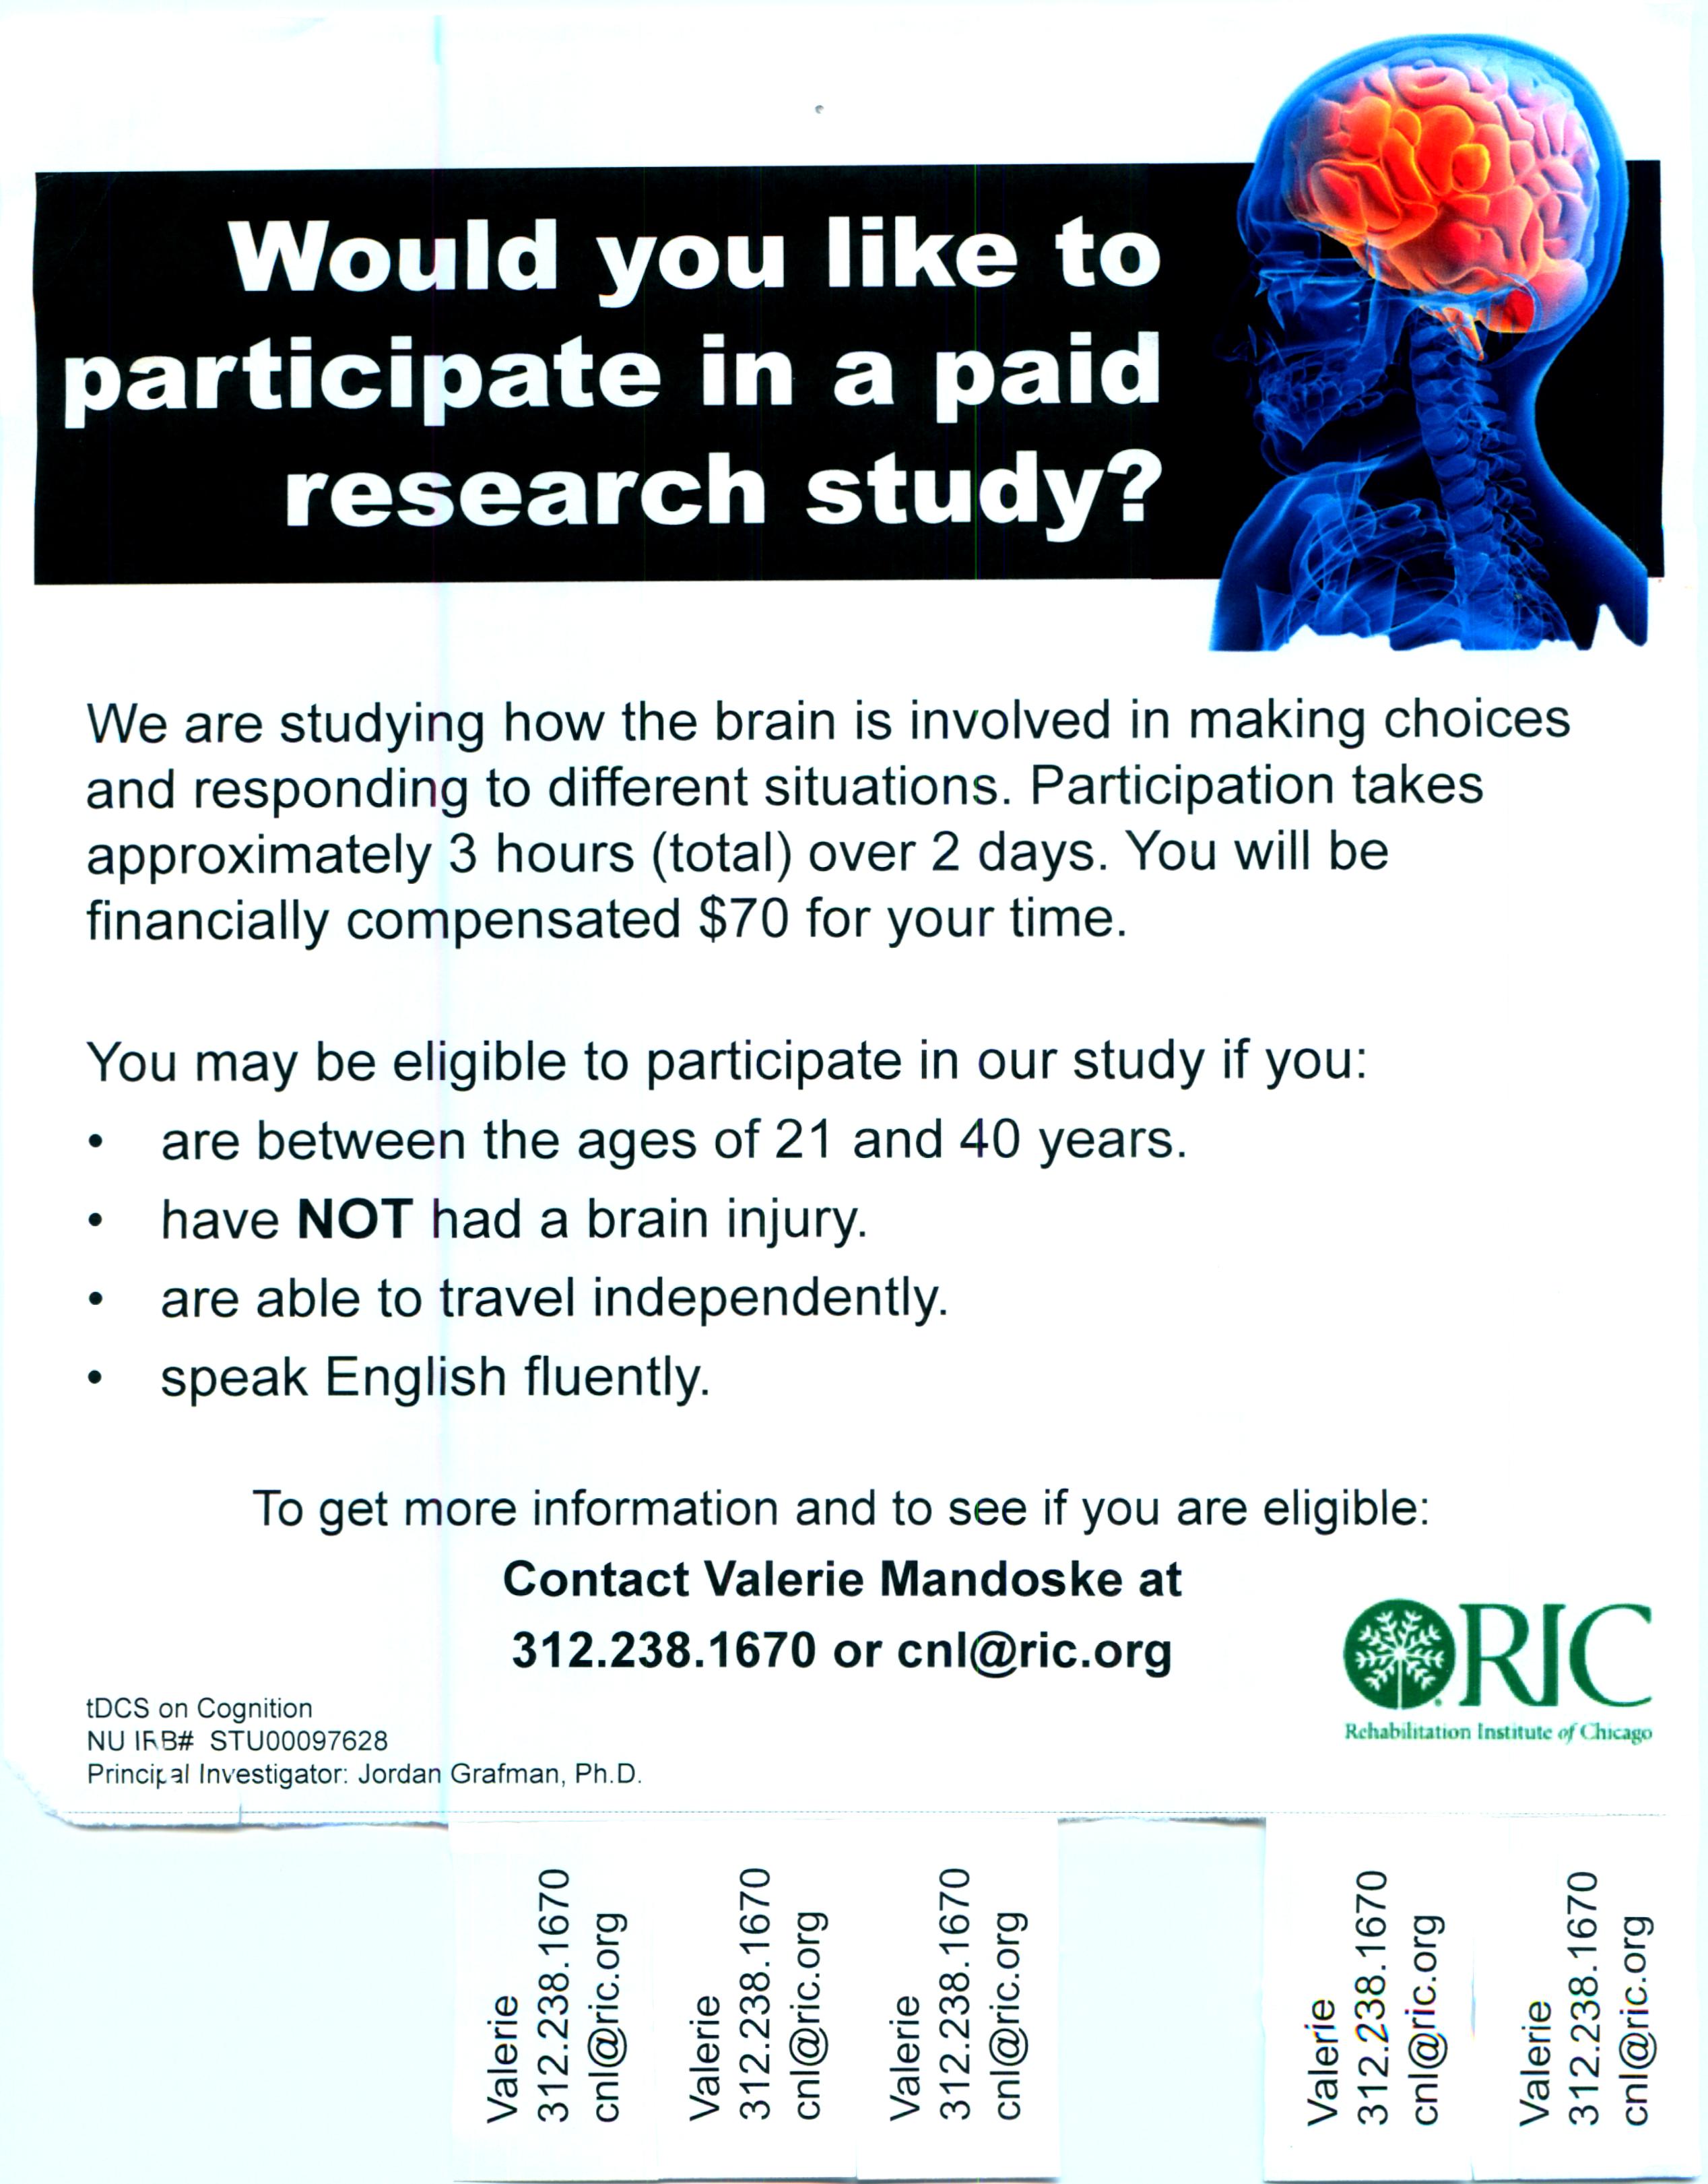 Would you like to
participate in a paid
research study?
We are studying how the brain is involved in making choices
and responding to different situations. Participation takes
approximately 3 hours (total) over 2 days. You will be
financially compensated $70 for your time.
You may be eligible to participate in our study if you:
• are between the ages of 21 and 40 years.
• have NOT had a brain injury.
• are able to travel independently.
• speak English fluently.
To get more information and to see if you are eligible:
Contact Valerie Mandoske at
312.238.1670 or cnl@ric.org
RIC
Rehabilitation Institute of Chicago
tDCS on Cognition
NU IRB# STU00097628
Principal Investigator: Jordan Grafman, Ph.D.
Valerie
312.238.1670
cnl@ric.org
Valerie
312.238.1670
cnl@ric.org
Valerie
312.238.1670
cnl@ric.org
Valerie
312.238.1670
cnl@ric.org
Valerie
312.238.1670
cnl@ric.org